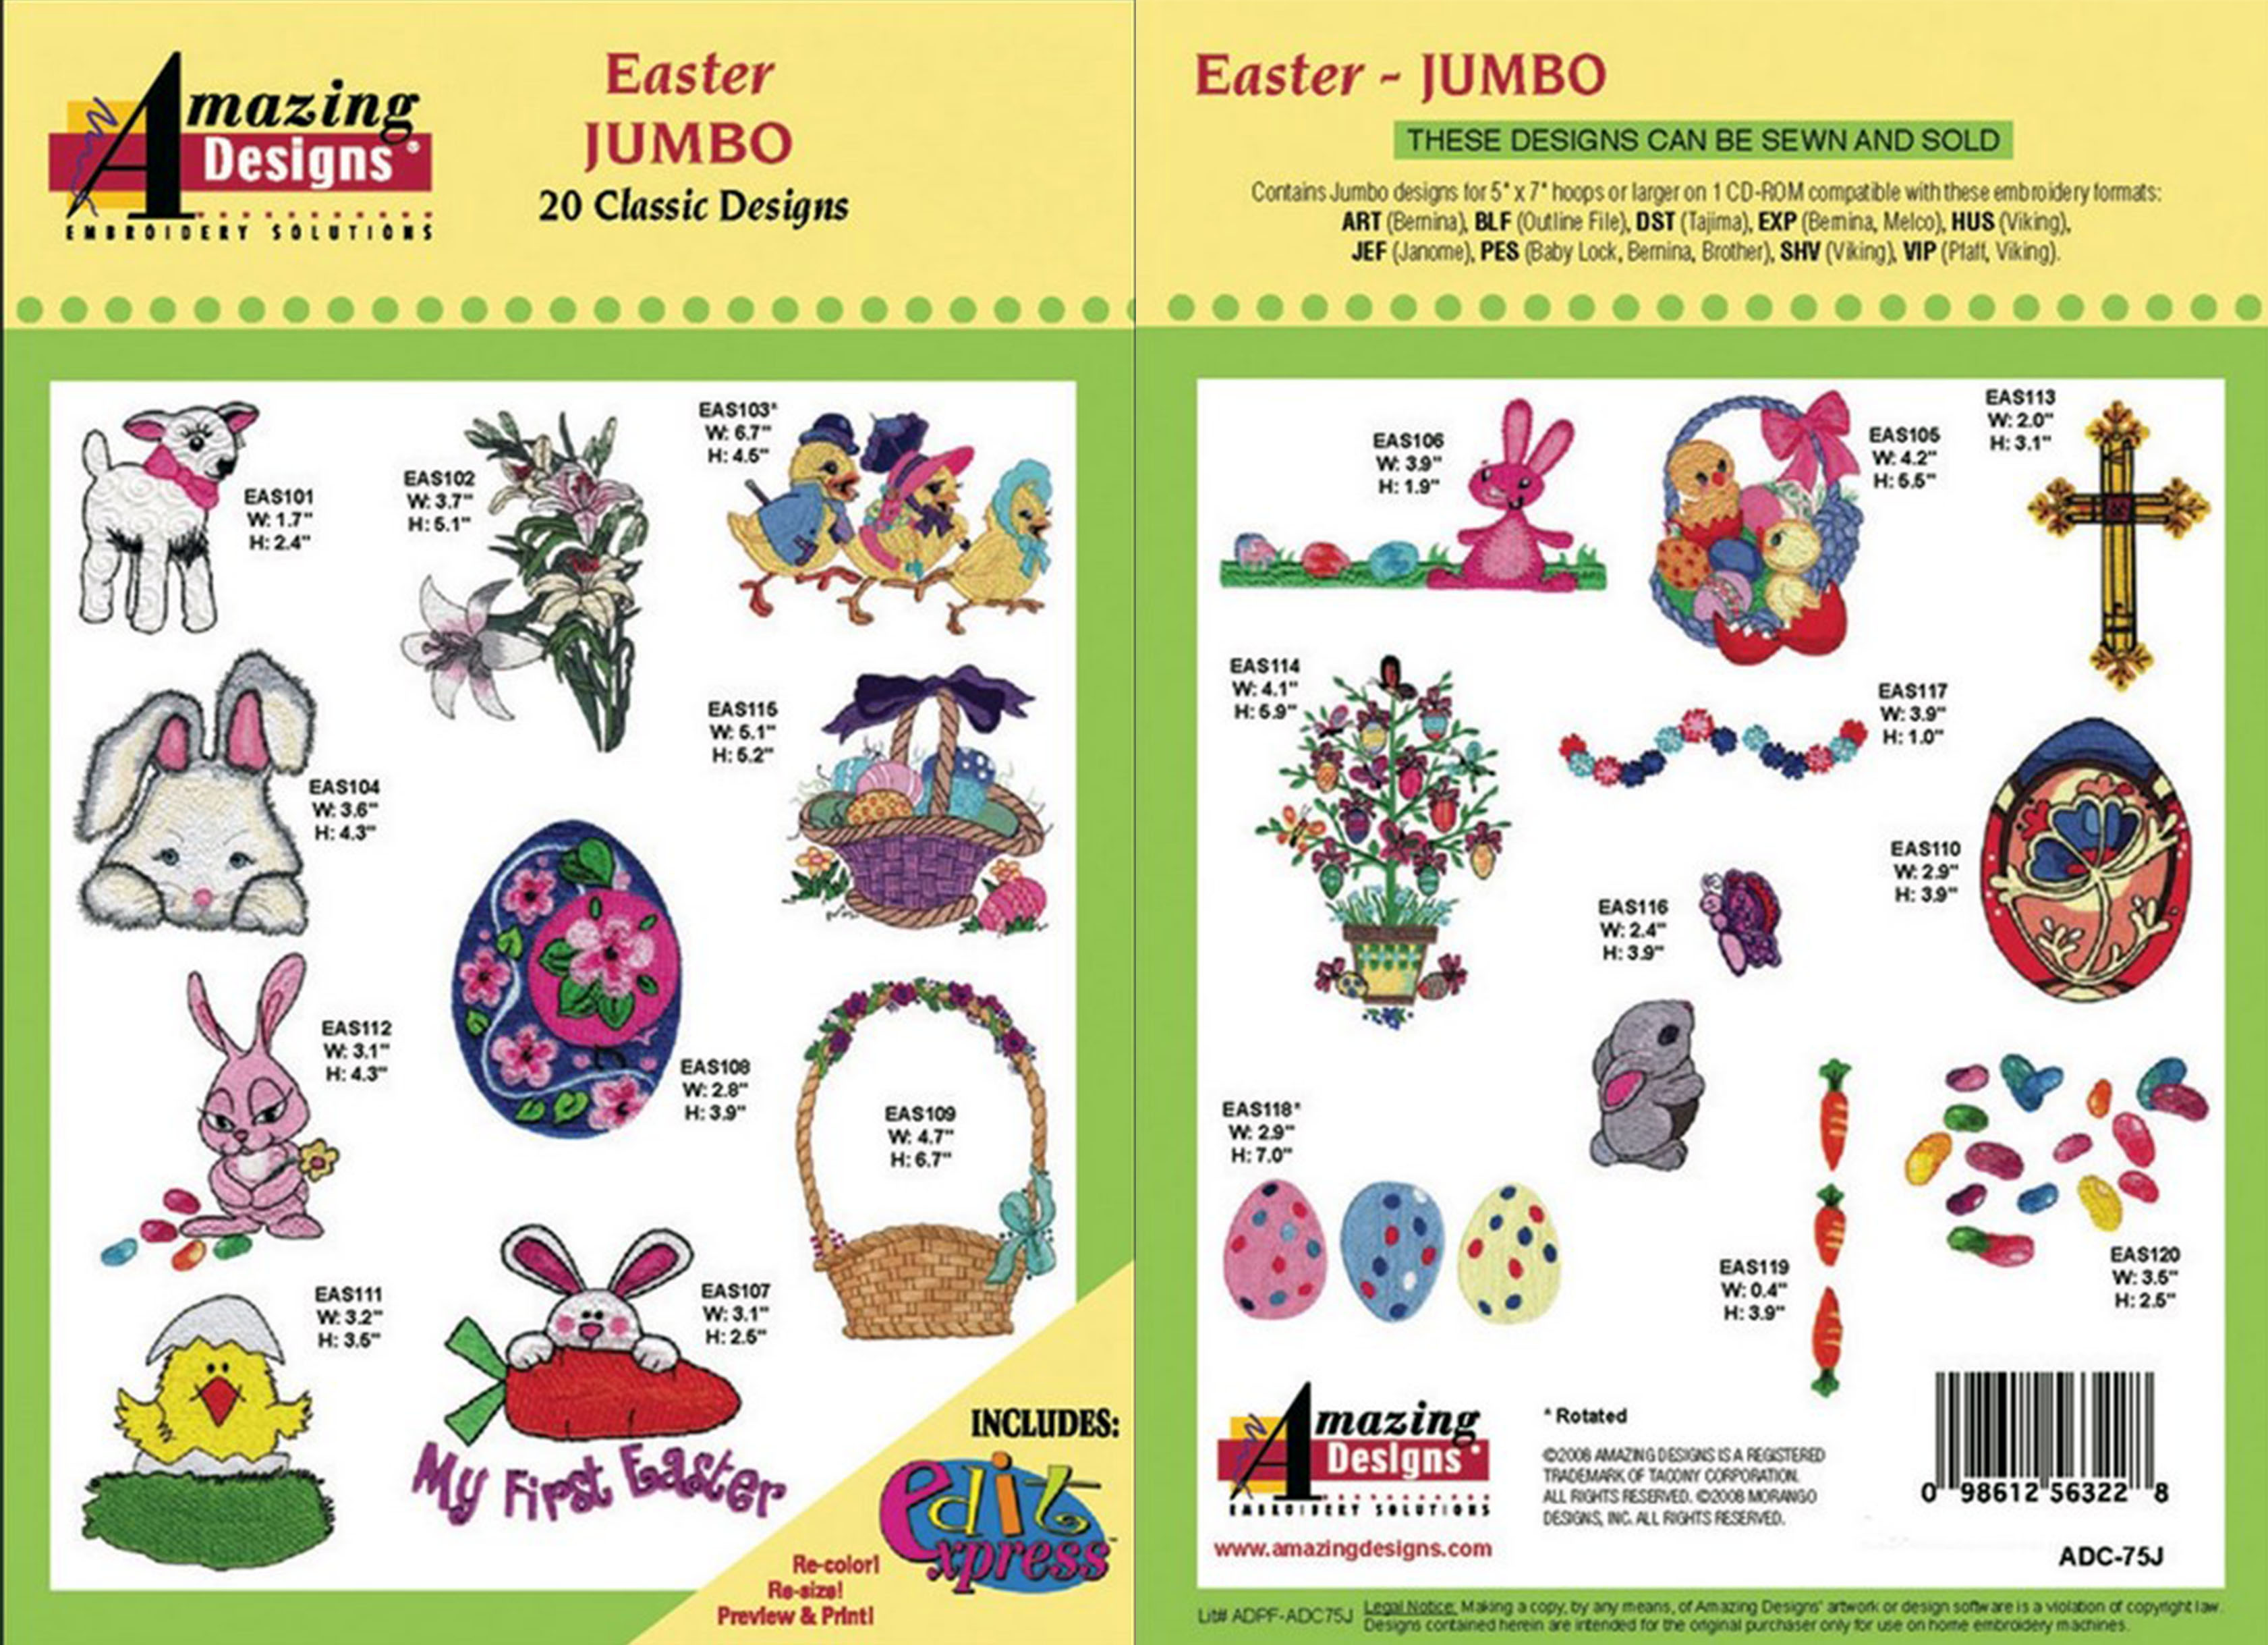 Amazing
Designs®
EMBROIDERY SOLUTIONS
Easter
JUMBO
20 Classic Designs
EAS101
W: 1.7"
H: 2.4"
EAS102
W: 3.7"
H: 5.1"
EAS103*
W: 6.7"
H: 4.5"
EAS104
W: 3.6"
H: 4.3"
EAS115
W: 5.1"
H: 5.2"
EAS112
W: 3.1"
H: 4.3"
EAS108
W: 2.8"
H: 3.9"
EAS109
W: 4.7"
H: 6.7"
EAS111
W: 3.2"
H: 3.5"
EAS107
W: 3.1"
H: 2.5"
My First Easter
INCLUDES:
edit
xpress
Re-color!
Re-size!
Preview & Print!
Easter - JUMBO
THESE DESIGNS CAN BE SEWN AND SOLD
Contains Jumbo designs for 5" x 7" hoops or larger on 1 CD-ROM compatible with these embroidery formats:
ART (Bernina), BLF (Outline File), DST (Tajima), EXP (Bernina, Melco), HUS (Viking),
JEF (Janome), PES (Baby Lock, Bernina, Brother), SHV (Viking), VIP (Pfaff, Viking).
EAS106
W: 3.9"
H: 1.9"
EAS105
W: 4.2"
H: 5.5"
EAS113
W: 2.0"
H: 3.1"
EAS114
W: 4.1"
H: 5.9"
EAS117
W: 3.9"
H: 1.0"
EAS110
W: 2.9"
H: 3.9"
EAS116
W: 2.4"
H: 3.9"
EAS118*
W: 2.9"
H: 7.0"
EAS119
W: 0.4"
H: 3.9"
EAS120
W: 3.5"
H: 2.5"
Amazing
Designs
EMBROIDERY SOLUTIONS
www.amazingdesigns.com
* Rotated
©2008 AMAZING DESIGNS IS A REGISTERED
TRADEMARK OF TACONY CORPORATION.
ALL RIGHTS RESERVED. ©2008 MORANGO
DESIGNS, INC. ALL RIGHTS RESERVED.
0 98612 56322 8
ADC-75J
Lit# ADPF-ADC75J
Legal Notice: Making a copy, by any means, of Amazing Designs' artwork or design software is a violation of copyright law.
Designs contained herein are intended for the original purchaser only for use on home embroidery machines.